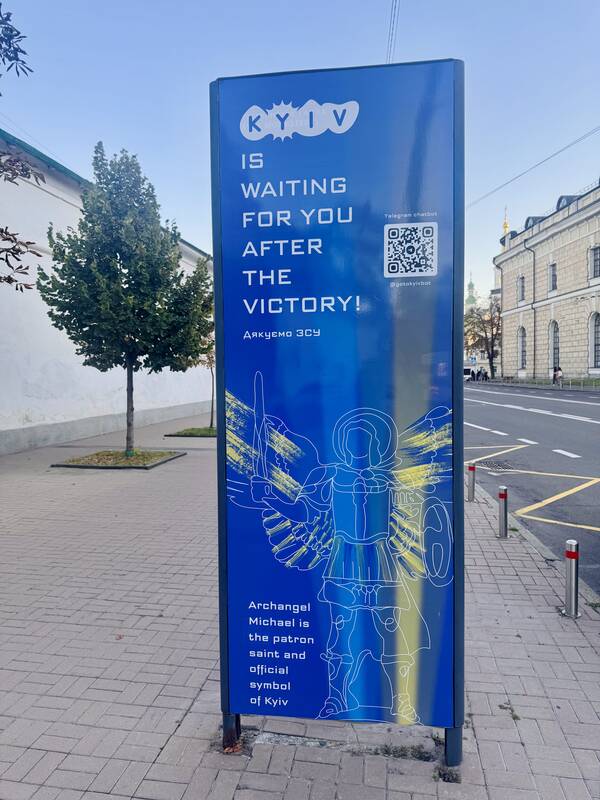 KYIV
IS
WAITING
FOR YOU
AFTER
THE
VICTORY!
Дякуємо ЗСУ
Telegram chatbot
@gotokyivbot
Archangel
Michael is
the patron
saint and
official
symbol
of Kyiv